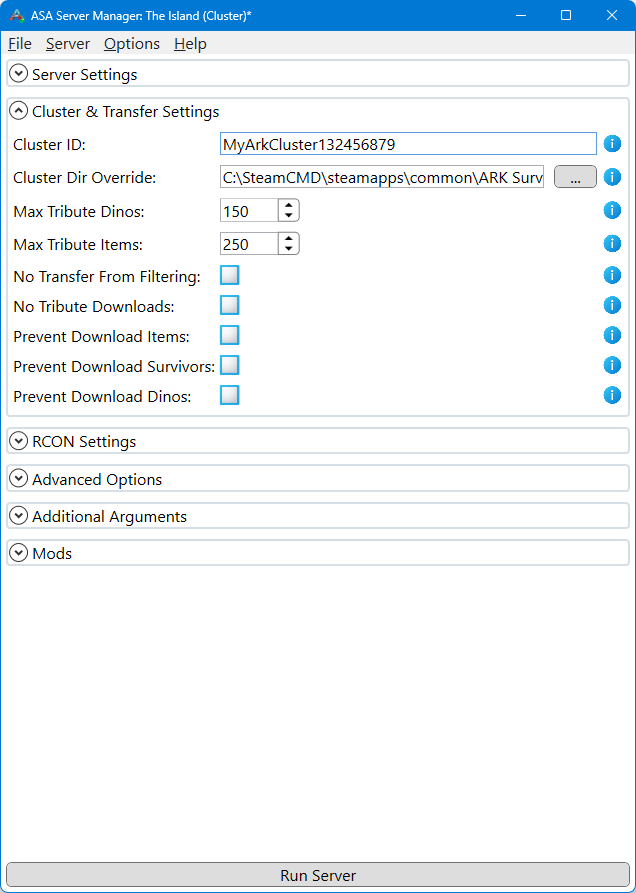 ASA Server Manager: The Island (Cluster)*
File Server Options Help
Server Settings
Cluster & Transfer Settings
Cluster ID: MyArkCluster132456879
Cluster Dir Override: C:\SteamCMD\steamapps\common\ARK Surv ...
Max Tribute Dinos: 150
Max Tribute Items: 250
No Transfer From Filtering:
No Tribute Downloads:
Prevent Download Items:
Prevent Download Survivors:
Prevent Download Dinos:
RCON Settings
Advanced Options
Additional Arguments
Mods
Run Server